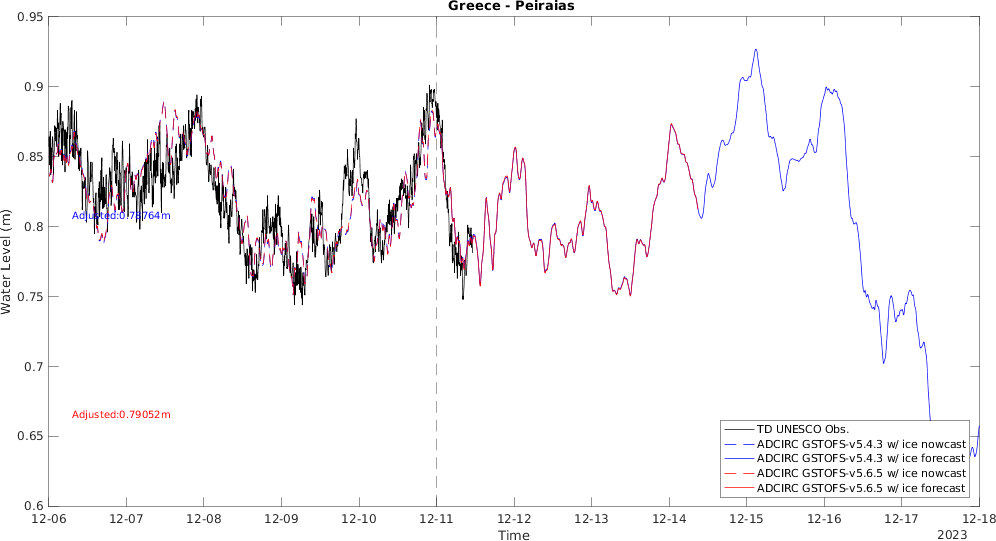 Greece - Peiraias
Water Level (m)
0.95
0.9
0.85
0.8
0.75
0.7
0.65
0.6
Adjusted:0.78764m
Adjusted:0.79052m
TD UNESCO Obs.
ADCIRC GSTOFS-v5.4.3 w/ ice nowcast
ADCIRC GSTOFS-v5.4.3 w/ ice forecast
ADCIRC GSTOFS-v5.6.5 w/ ice nowcast
ADCIRC GSTOFS-v5.6.5 w/ ice forecast
12-06 12-07 12-08 12-09 12-10 12-11 12-12 12-13 12-14 12-15 12-16 12-17 12-18
Time
2023